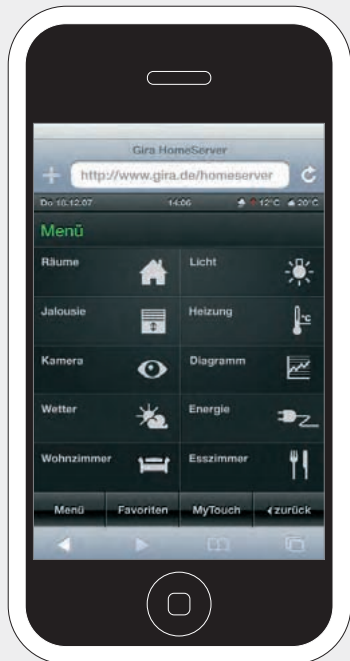 Gira HomeServer
http://www.gira.de/homeserver
Do 16.12.07 14:06 12°C 20°C
Menü
Räume Licht
Jalousie Heizung
°C
Kamera Diagramm
Wetter Energie
Wohnzimmer Esszimmer
Menü Favoriten MyTouch zurück